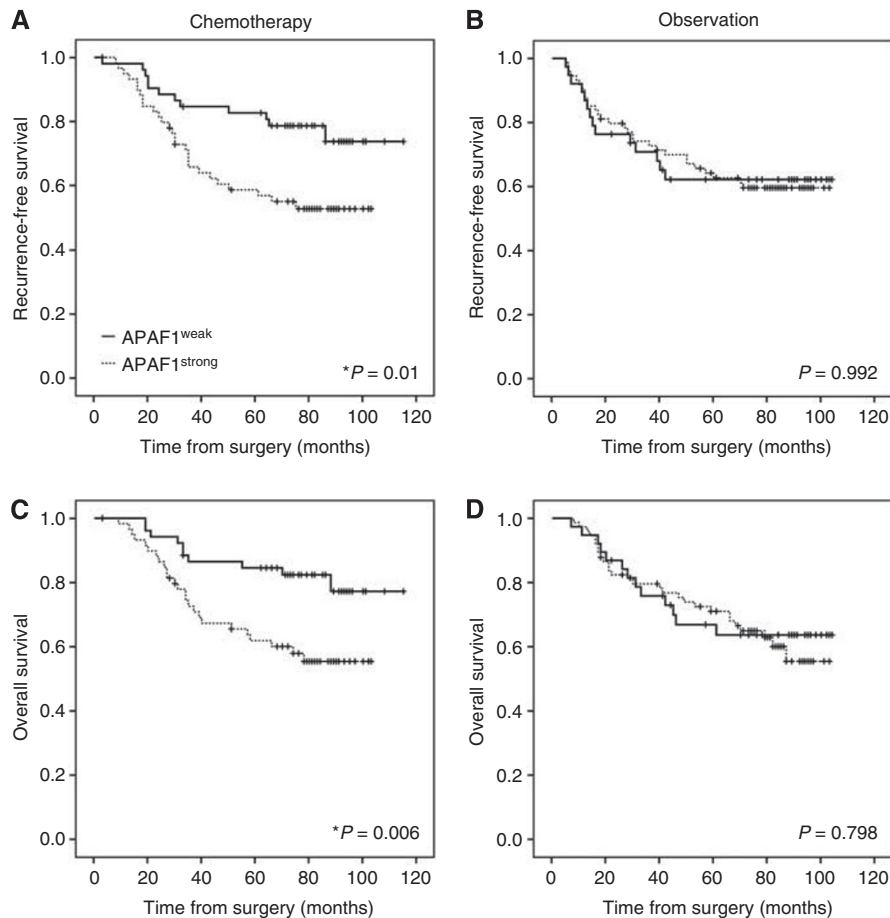 A
Chemotherapy
1.0
0.8
0.6
0.4
0.2
0.0
Recurrence-free survival
APAF1weak
APAF1strong
*P = 0.01
0 20 40 60 80 100 120
Time from surgery (months)
B
Observation
1.0
0.8
0.6
0.4
0.2
0.0
Recurrence-free survival
P = 0.992
0 20 40 60 80 100 120
Time from surgery (months)
C
1.0
0.8
0.6
0.4
0.2
0.0
Overall survival
*P = 0.006
0 20 40 60 80 100 120
Time from surgery (months)
D
1.0
0.8
0.6
0.4
0.2
0.0
Overall survival
P = 0.798
0 20 40 60 80 100 120
Time from surgery (months)